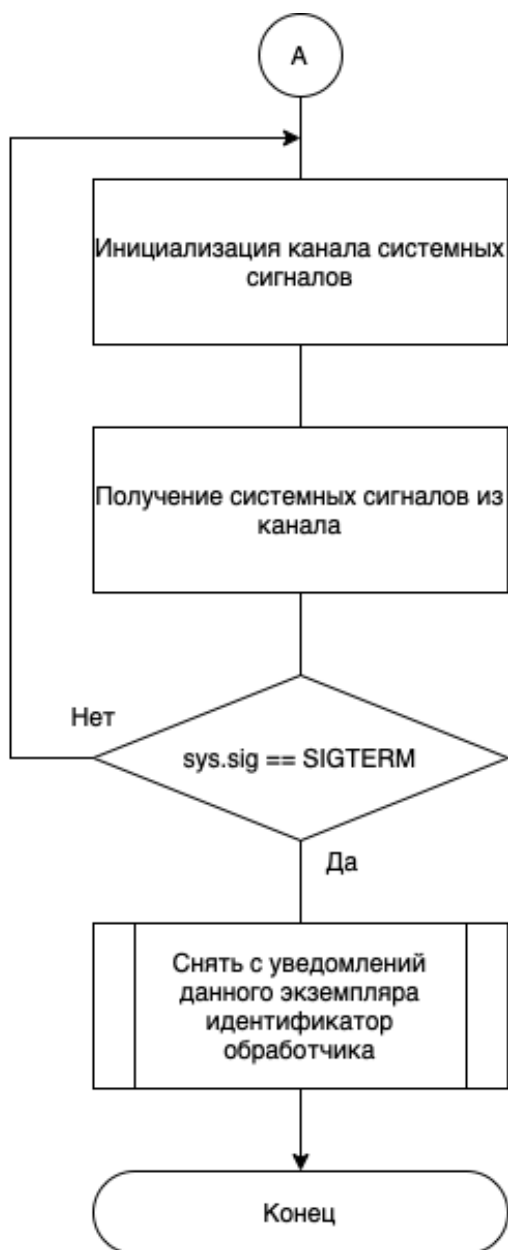 A
Инициализация канала системных
сигналов
Получение системных сигналов из
канала
Нет
sys.sig == SIGTERM
Да
Снять с уведомлений
данного экземпляра
идентификатор
обработчика
Конец